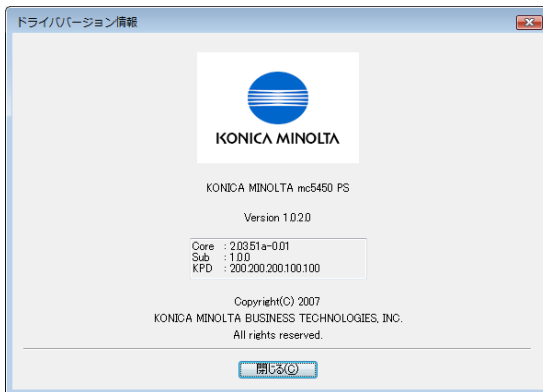 ドライババージョン情報
KONICA MINOLTA
KONICA MINOLTA mc5450 PS
Version 1.0.2.0
Core : 2.03.51a-0.01
Sub : 1.0.0
KPD : 200.200.200.100.100
Copyright(C) 2007
KONICA MINOLTA BUSINESS TECHNOLOGIES, INC.
All rights reserved.
閉じる(C)